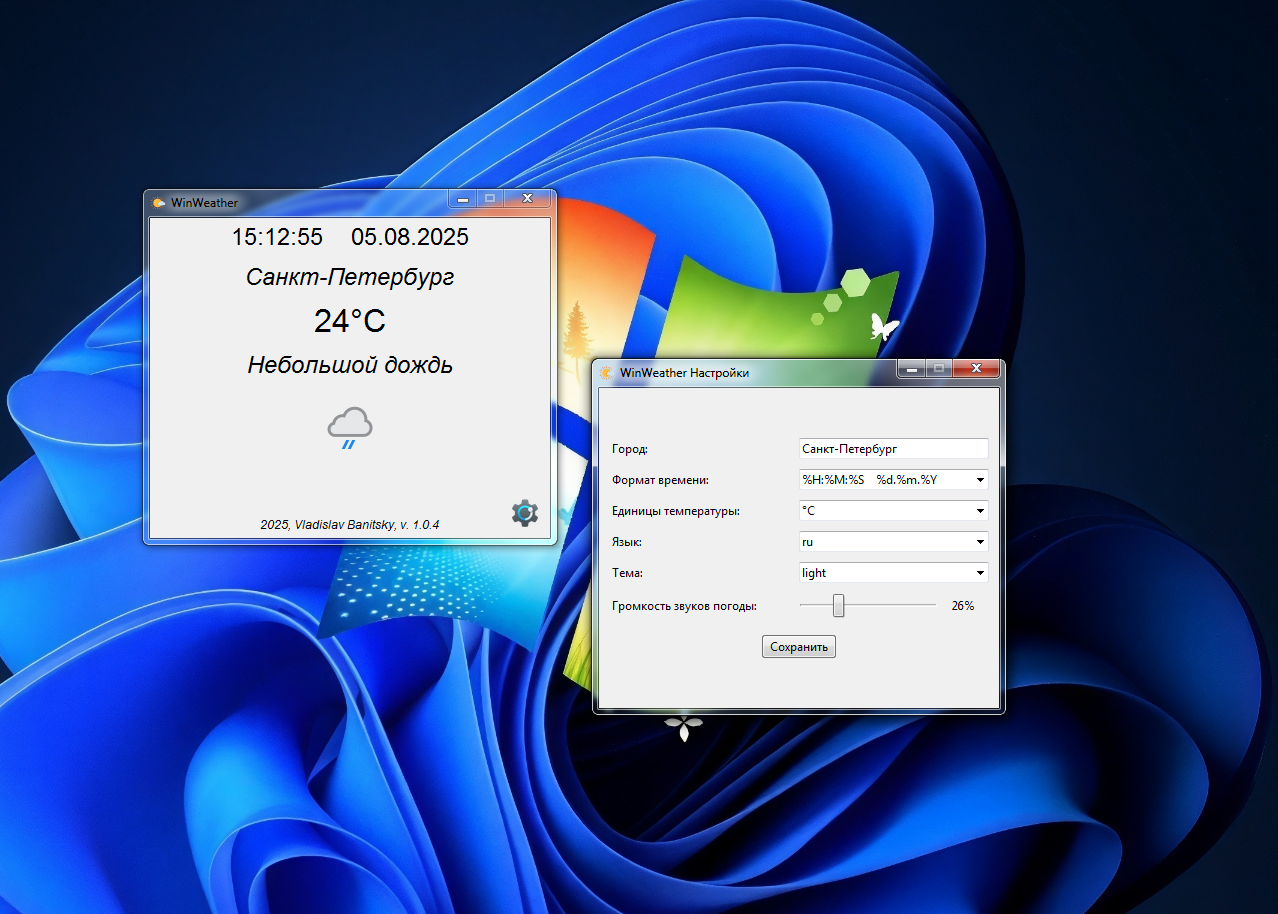 WinWeather
15:12:55 05.08.2025
Санкт-Петербург
24°C
Небольшой дождь
2025, Vladislav Banitsky, v. 1.0.4
WinWeather Настройки
Город: Санкт-Петербург
Формат времени: %H:%M:%S %d.%m.%Y
Единицы температуры: °C
Язык: ru
Тема: light
Громкость звуков погоды: 26%
Сохранить